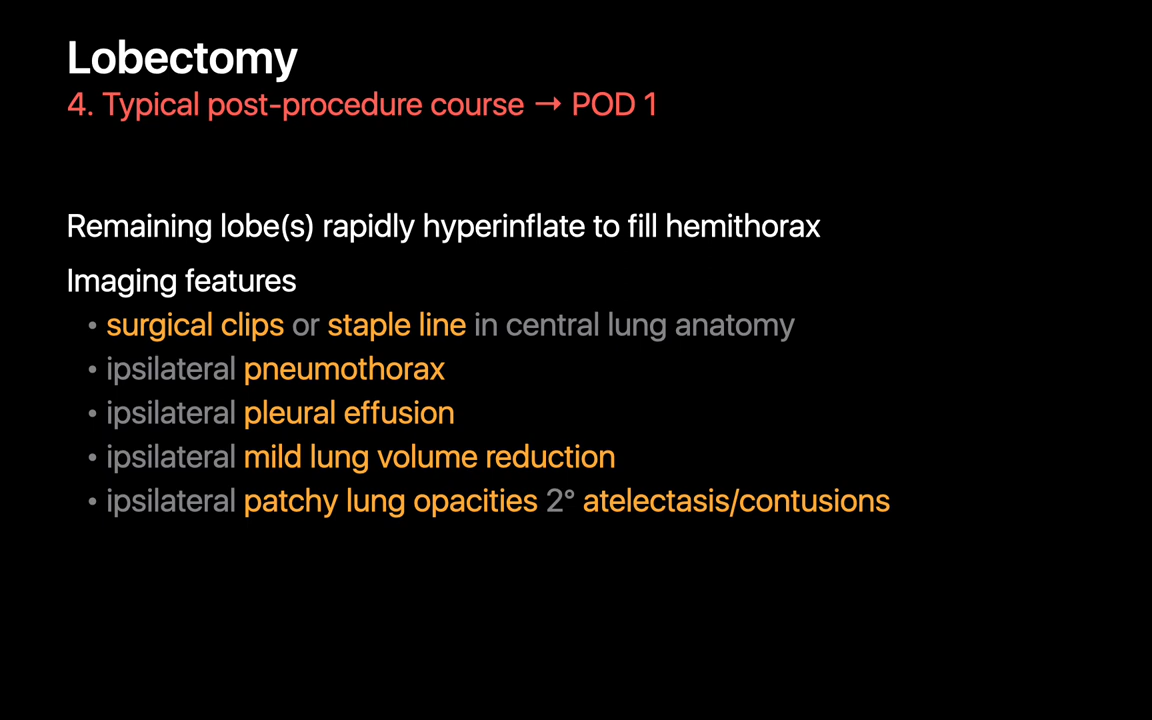 Lobectomy
4. Typical post-procedure course → POD 1
Remaining lobe(s) rapidly hyperinflate to fill hemithorax
Imaging features
• surgical clips or staple line in central lung anatomy
• ipsilateral pneumothorax
• ipsilateral pleural effusion
• ipsilateral mild lung volume reduction
• ipsilateral patchy lung opacities 2° atelectasis/contusions